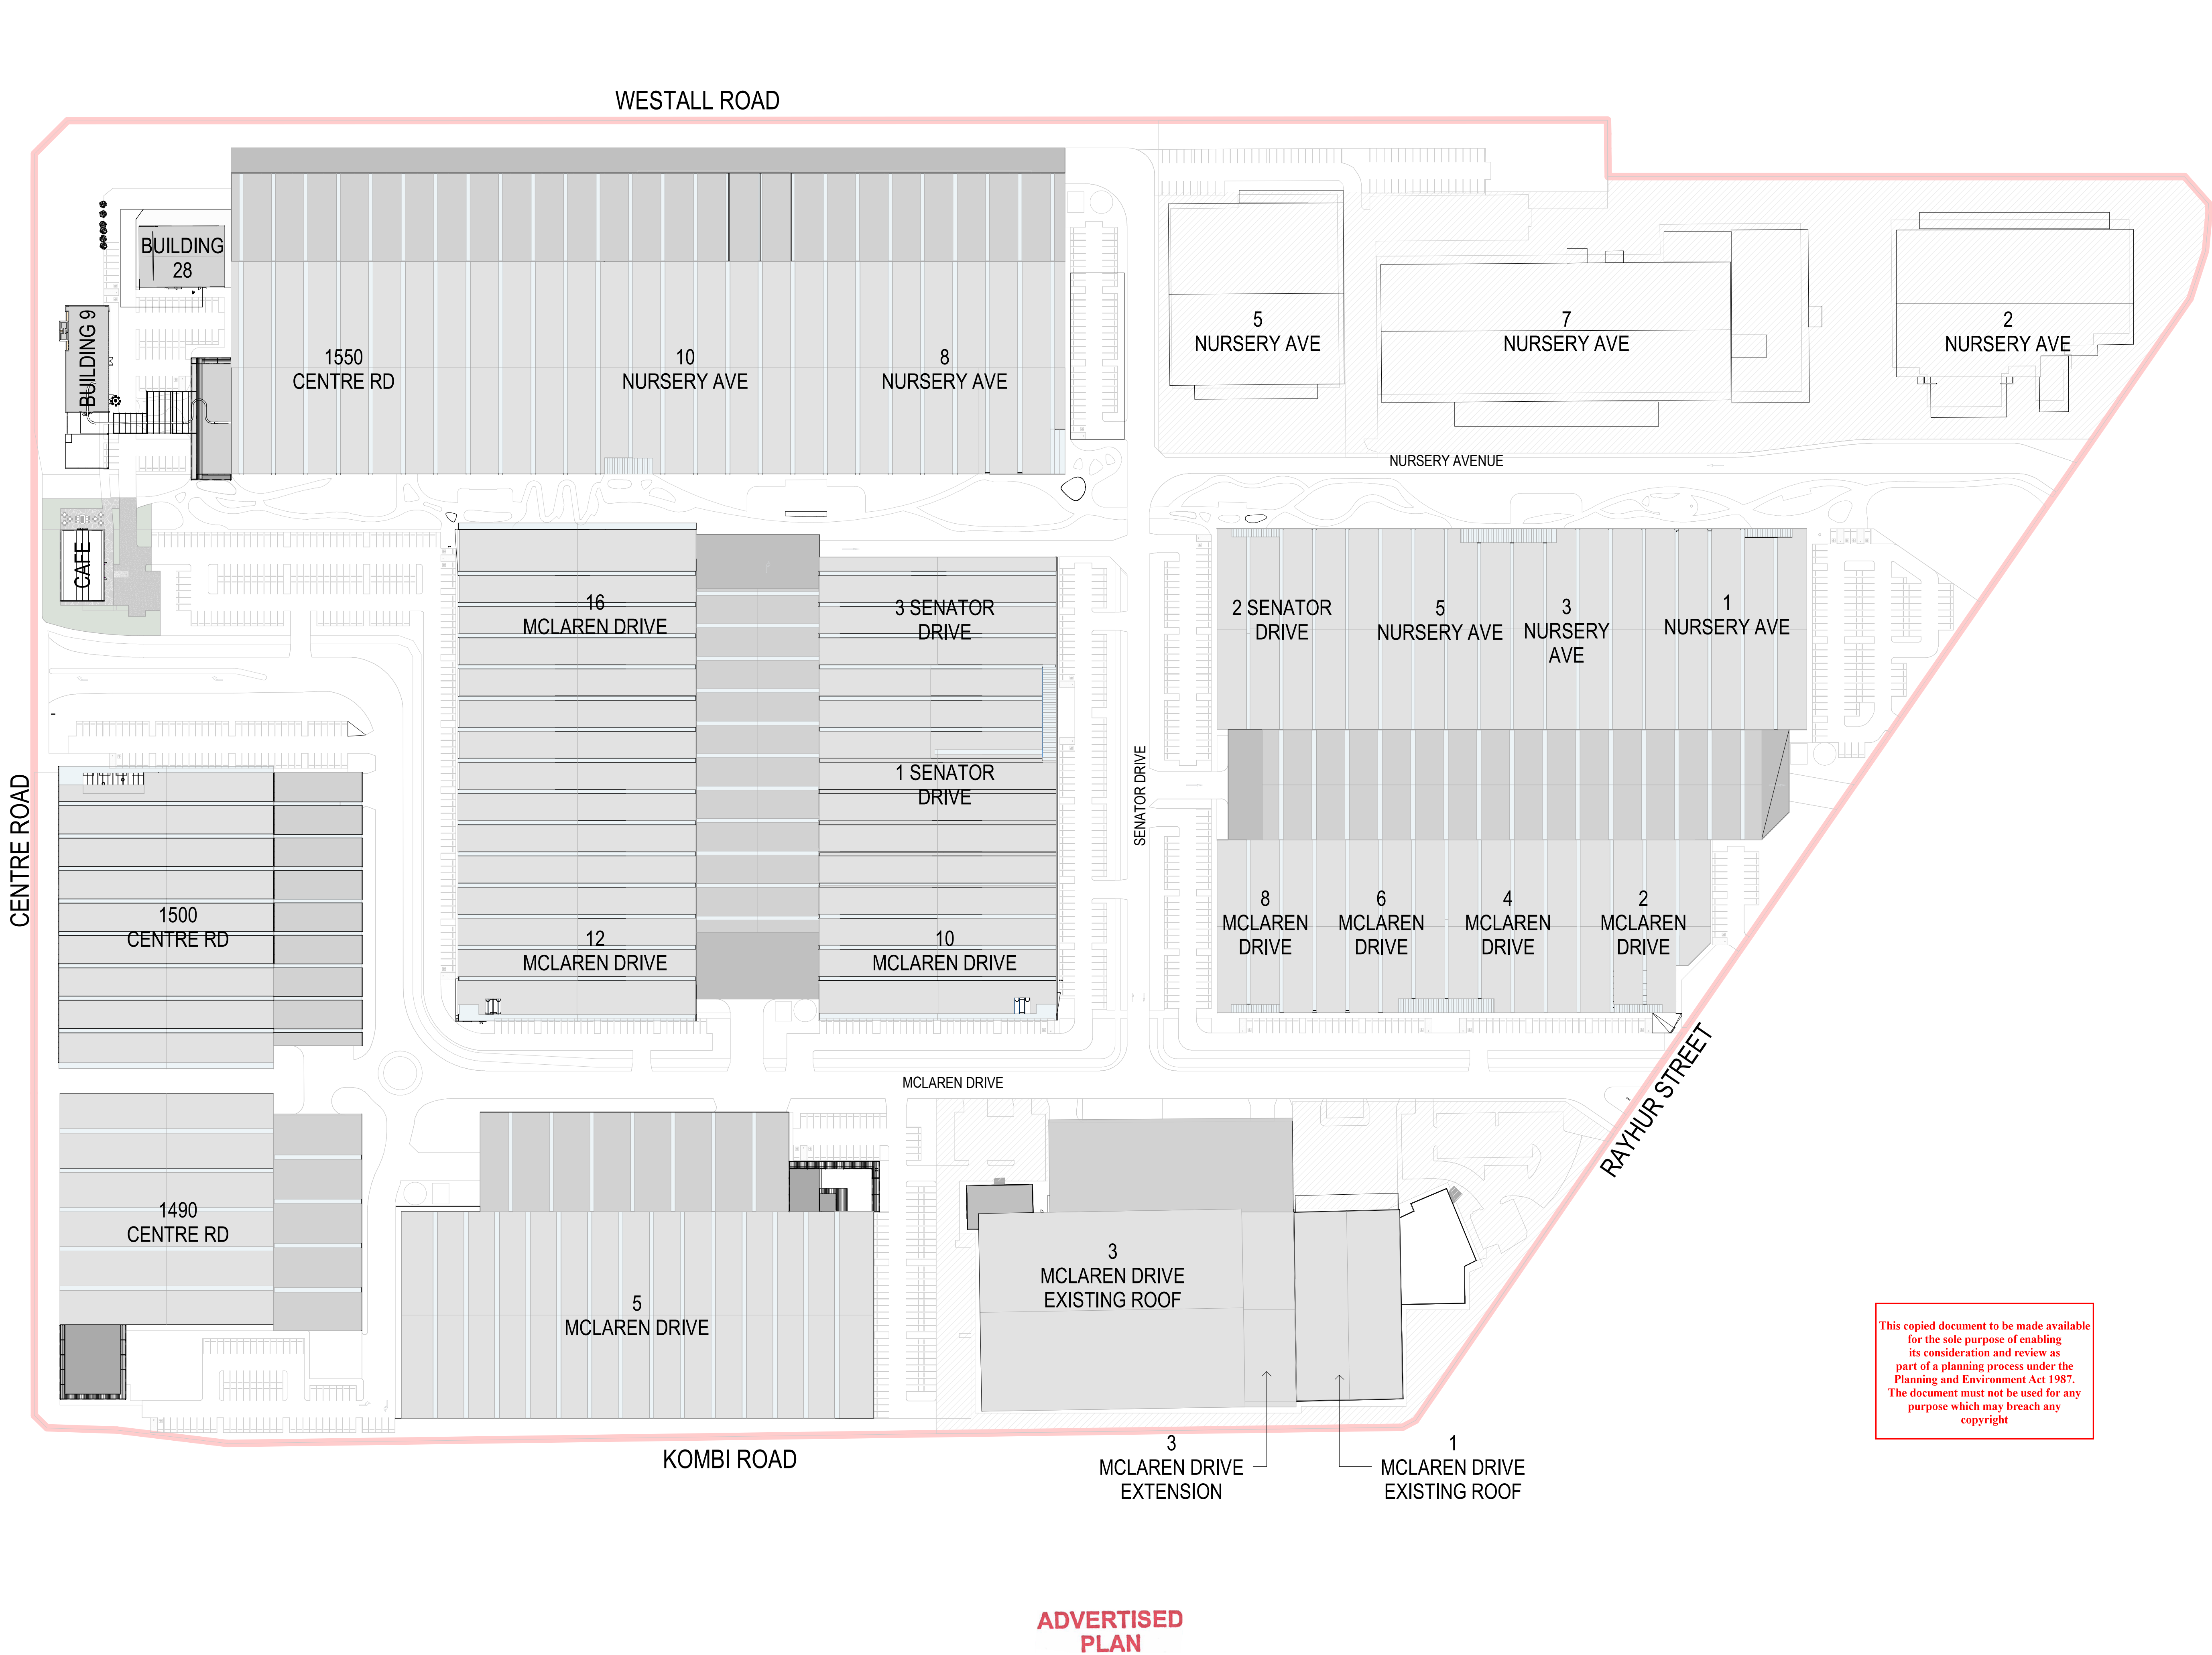 WESTALL ROAD
BUILDING
28
BUILDING 9
1550
CENTRE RD
10
NURSERY AVE
8
NURSERY AVE
5
NURSERY AVE
7
NURSERY AVE
2
NURSERY AVE
NURSERY AVENUE
CAFE
16
MCLAREN DRIVE
3 SENATOR
DRIVE
2 SENATOR
DRIVE
5
NURSERY AVE
3
NURSERY
AVE
1
NURSERY AVE
1 SENATOR
DRIVE
SENATOR DRIVE
CENTRE ROAD
1500
CENTRE RD
12
MCLAREN DRIVE
10
MCLAREN DRIVE
8
MCLAREN
DRIVE
6
MCLAREN
DRIVE
4
MCLAREN
DRIVE
2
MCLAREN
DRIVE
MCLAREN DRIVE
RAYHUR STREET
1490
CENTRE RD
5
MCLAREN DRIVE
3
MCLAREN DRIVE
EXISTING ROOF
KOMBI ROAD
3
MCLAREN DRIVE
EXTENSION
1
MCLAREN DRIVE
EXISTING ROOF
This copied document to be made available
for the sole purpose of enabling
its consideration and review as
part of a planning process under the
Planning and Environment Act 1987.
The document must not be used for any
purpose which may breach any
copyright
ADVERTISED
PLAN